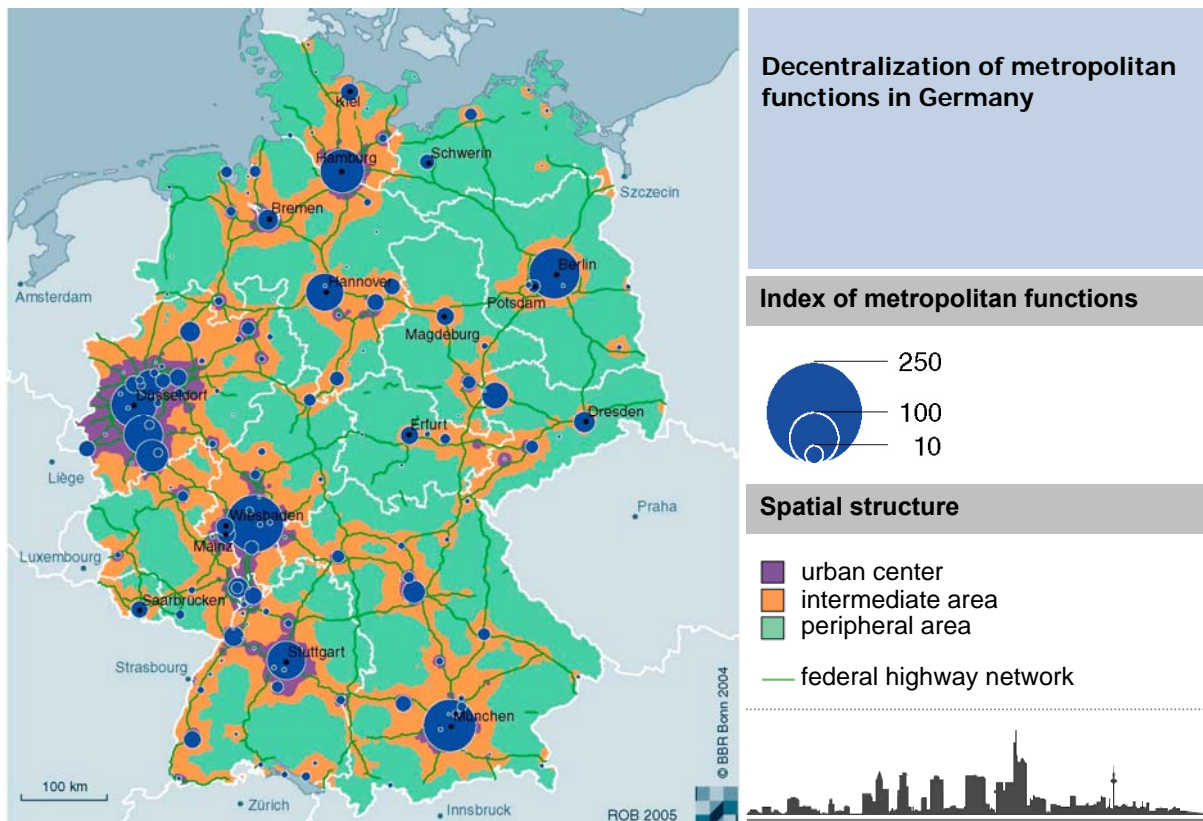 Kiel
Hamburg
Schwerin
Szczecin
Bremen
Amsterdam
Hannover
Berlin
Potsdam
Magdeburg
Düsseldorf
Dresden
Erfurt
Liège
Praha
Wiesbaden
Mainz
Luxembourg
Saarbrücken
Stuttgart
Strasbourg
München
100 km
Zürich
Innsbruck
ROB 2005
© BBR Bonn 2004
Decentralization of metropolitan
functions in Germany
Index of metropolitan functions
250
100
10
Spatial structure
urban center
intermediate area
peripheral area
federal highway network